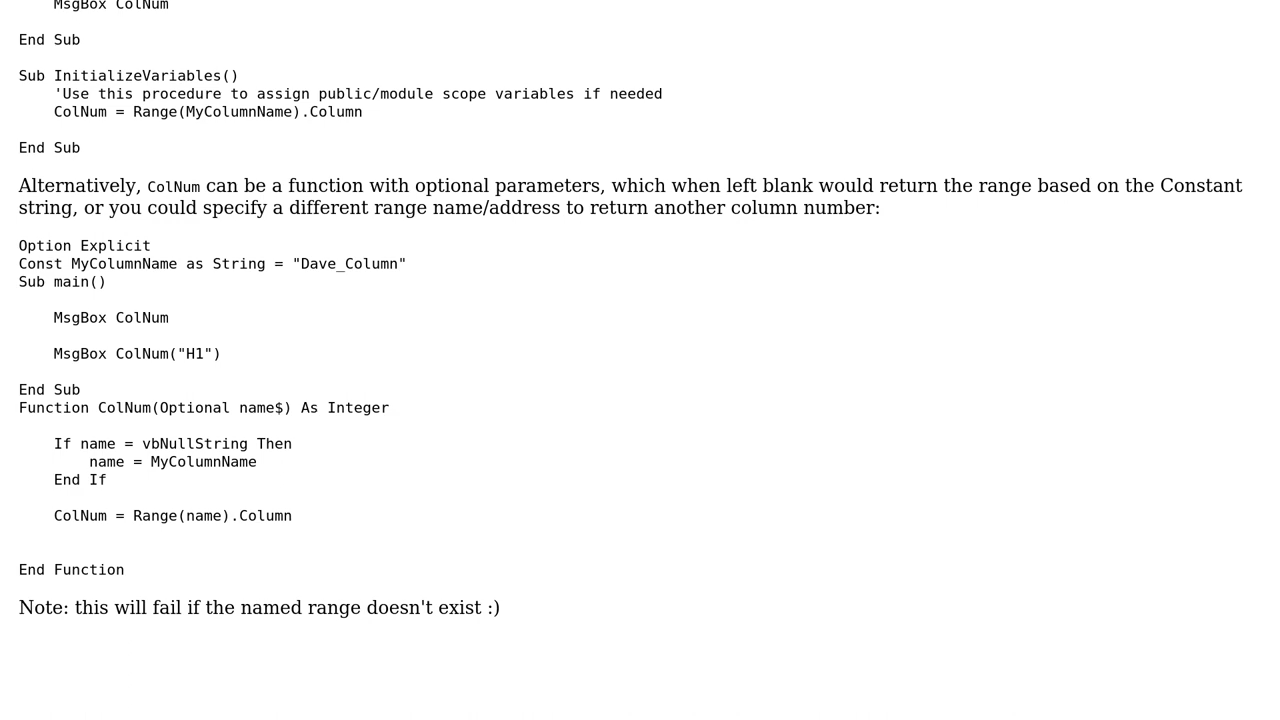 MsgBox ColNum
End Sub
Sub InitializeVariables()
'Use this procedure to assign public/module scope variables if needed
ColNum = Range(MyColumnName).Column
End Sub
Alternatively, ColNum can be a function with optional parameters, which when left blank would return the range based on the Constant
string, or you could specify a different range name/address to return another column number:
Option Explicit
Const MyColumnName as String = "Dave_Column"
Sub main()
MsgBox ColNum
MsgBox ColNum("H1")
End Sub
Function ColNum(Optional name$) As Integer
If name = vbNullString Then
name = MyColumnName
End If
ColNum = Range(name).Column
End Function
Note: this will fail if the named range doesn't exist :)